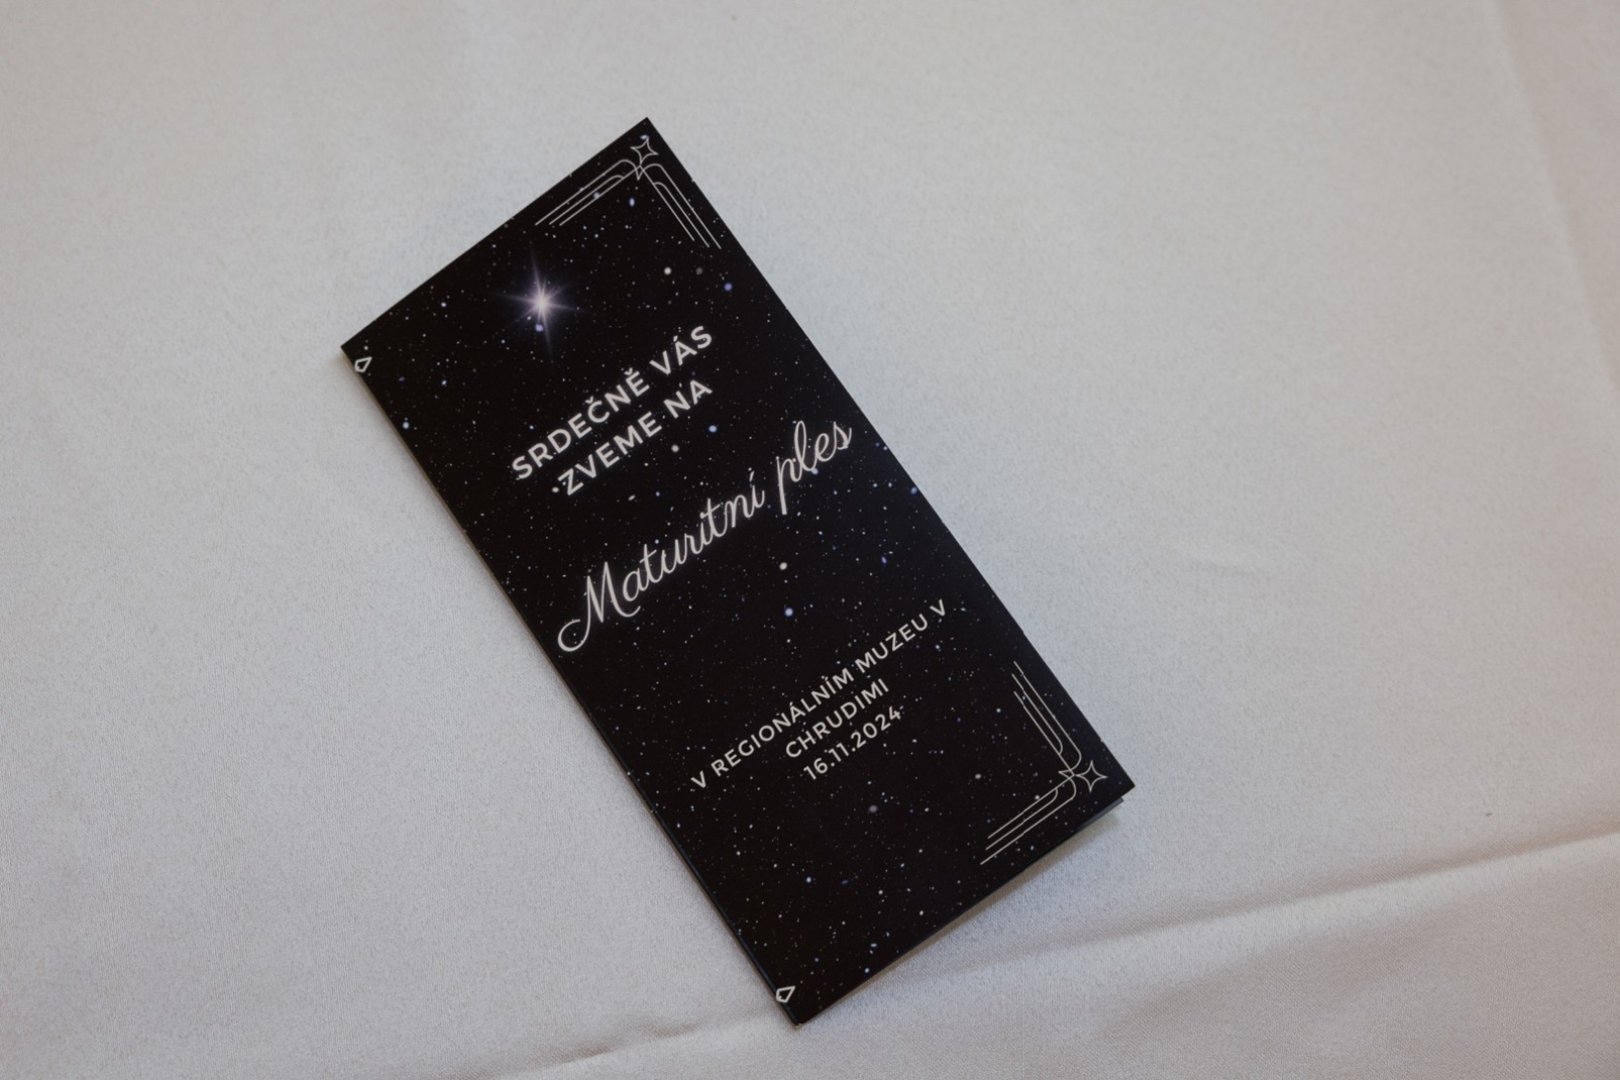 SRDEČNĚ VÁS
ZVEME NA
Maturitní ples
V REGIONÁLNÍM MUZEU V
CHRUDIMI
16.11.2024